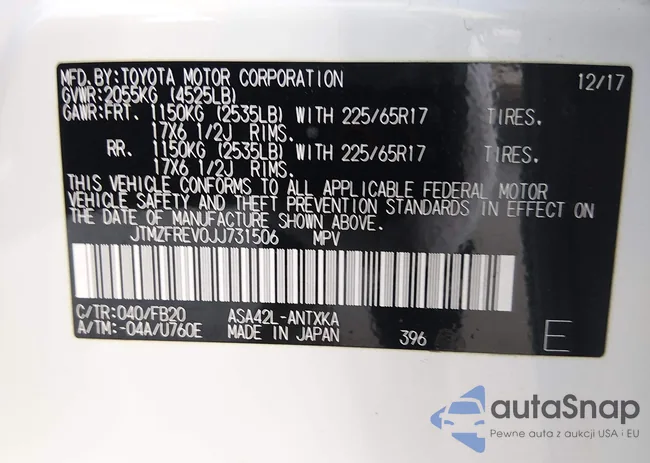 MFD.BY:TOYOTA MOTOR CORPORATION 12/17
GVWR:2055KG (4525LB)
GAWR:FRT. 1150KG (2535LB) WITH 225/65R17 TIRES,
17X6 1/2J RIMS.
RR. 1150KG (2535LB) WITH 225/65R17 TIRES,
17X6 1/2J RIMS.
THIS VEHICLE CONFORMS TO ALL APPLICABLE FEDERAL MOTOR
VEHICLE SAFETY AND THEFT PREVENTION STANDARDS IN EFFECT ON
THE DATE OF MANUFACTURE SHOWN ABOVE.
JTMZFREV0JJ731506 MPV
C/TR:040/FB20 ASA42L-ANTXKA
A/TM:-04A/U760E MADE IN JAPAN 396 E
autaSnap
Pewne auta z aukcji USA i EU